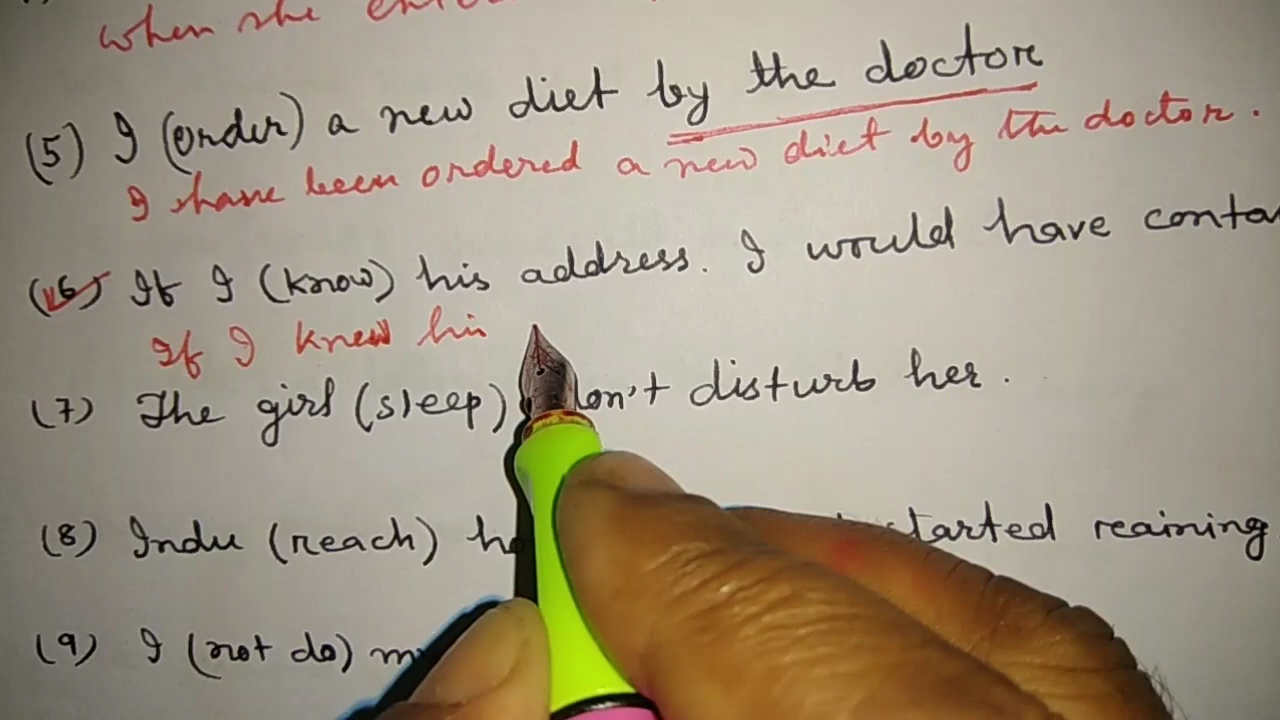 when she
(5) I (order) a new diet by the doctor
I have been ordered a new diet by the doctor.
(6) If I (know) his address. I would have conta
If I knew his
(7) The girl (sleep) don't disturb her.
(8) Indu (reach) started reaining
(9) I (not do)